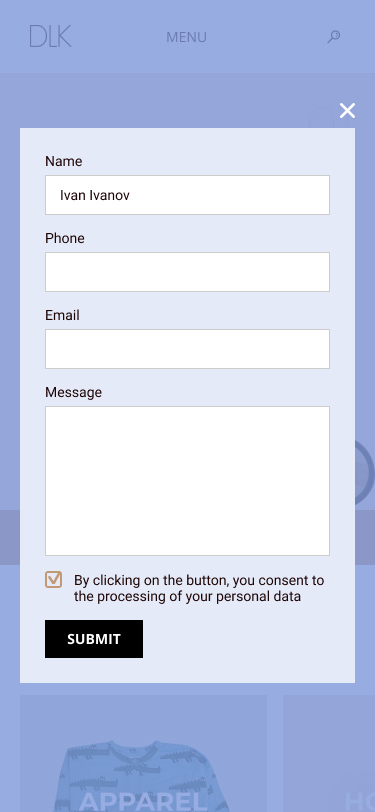 DLK
MENU
Name
Ivan Ivanov
Phone
Email
Message
By clicking on the button, you consent to
the processing of your personal data
SUBMIT
APPAREL
HO